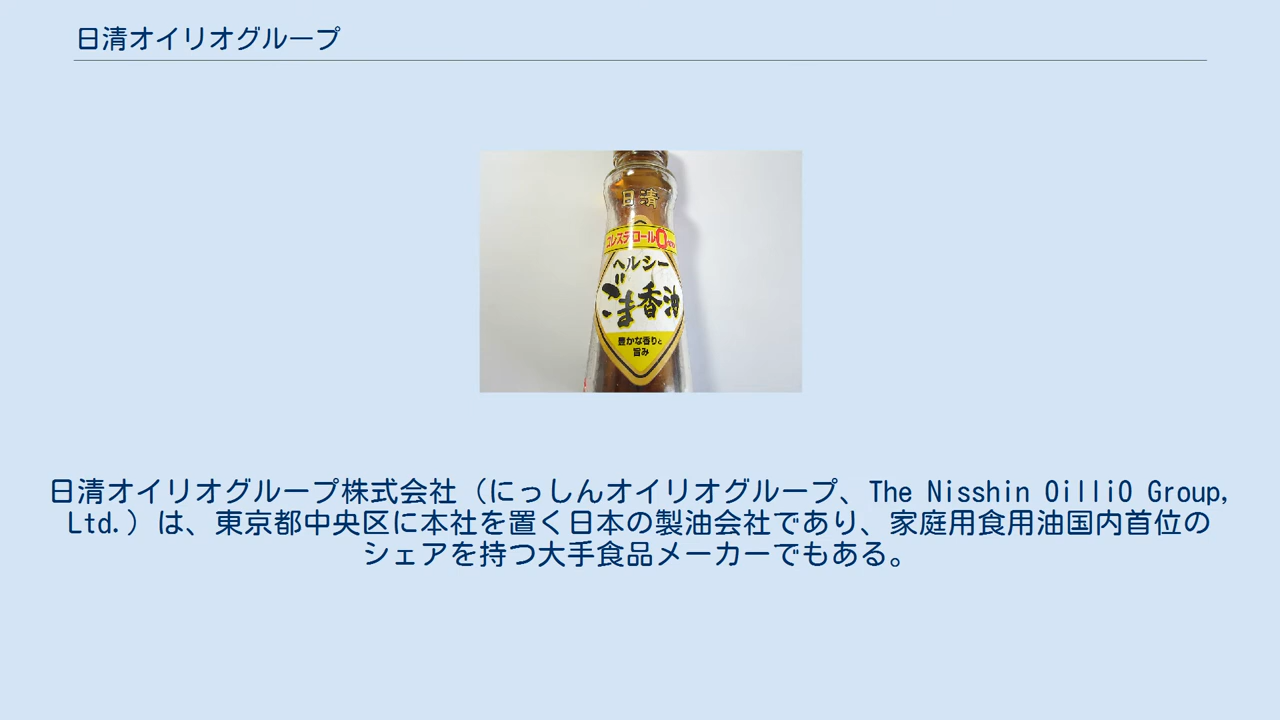 日清オイリオグループ
日清
コレステロール0
ヘルシー
ごま香油
豊かな香りと
旨み
日清オイリオグループ株式会社（にっしんオイリオグループ、The Nisshin OilliO Group,
Ltd.）は、東京都中央区に本社を置く日本の製油会社であり、家庭用食用油国内首位の
シェアを持つ大手食品メーカーでもある。